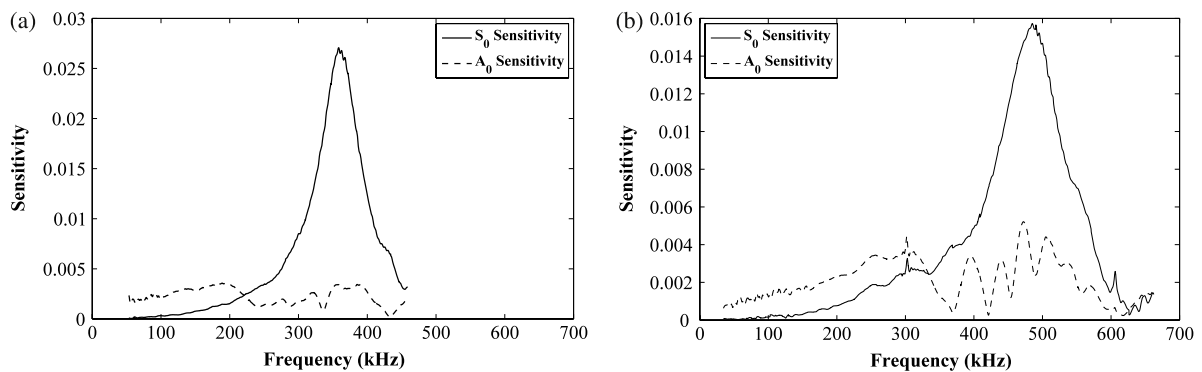 (a)
0.03
0.025
0.02
0.015
0.01
0.005
0
Sensitivity
S0 Sensitivity
A0 Sensitivity
0 100 200 300 400 500 600 700
Frequency (kHz)
(b)
0.016
0.014
0.012
0.01
0.008
0.006
0.004
0.002
0
Sensitivity
S0 Sensitivity
A0 Sensitivity
0 100 200 300 400 500 600 700
Frequency (kHz)